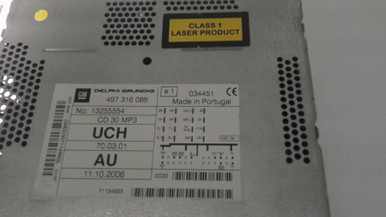 CLASS 1
LASER PRODUCT
GM DELPHI GRUNDIG
497 316 088
No. 13255554
CD 30 MP3
UCH
70.03.01
AU
11.10.2006
e1
034451
Made in Portugal